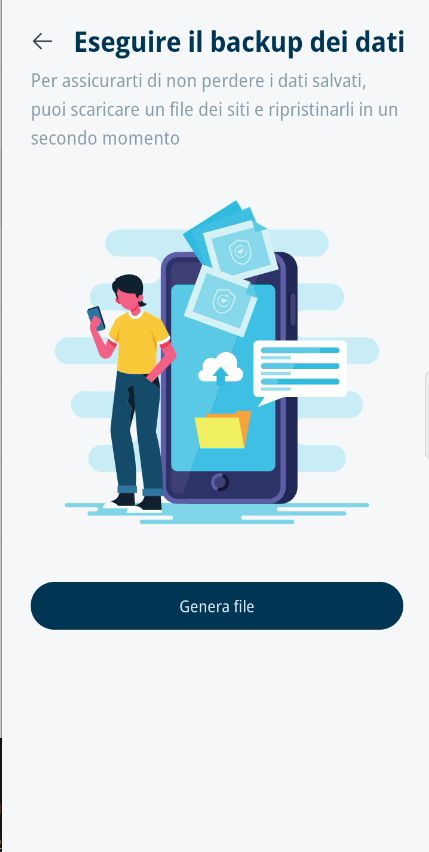 Eseguire il backup dei dati
Per assicurarti di non perdere i dati salvati,
puoi scaricare un file dei siti e ripristinarli in un
secondo momento
Genera file